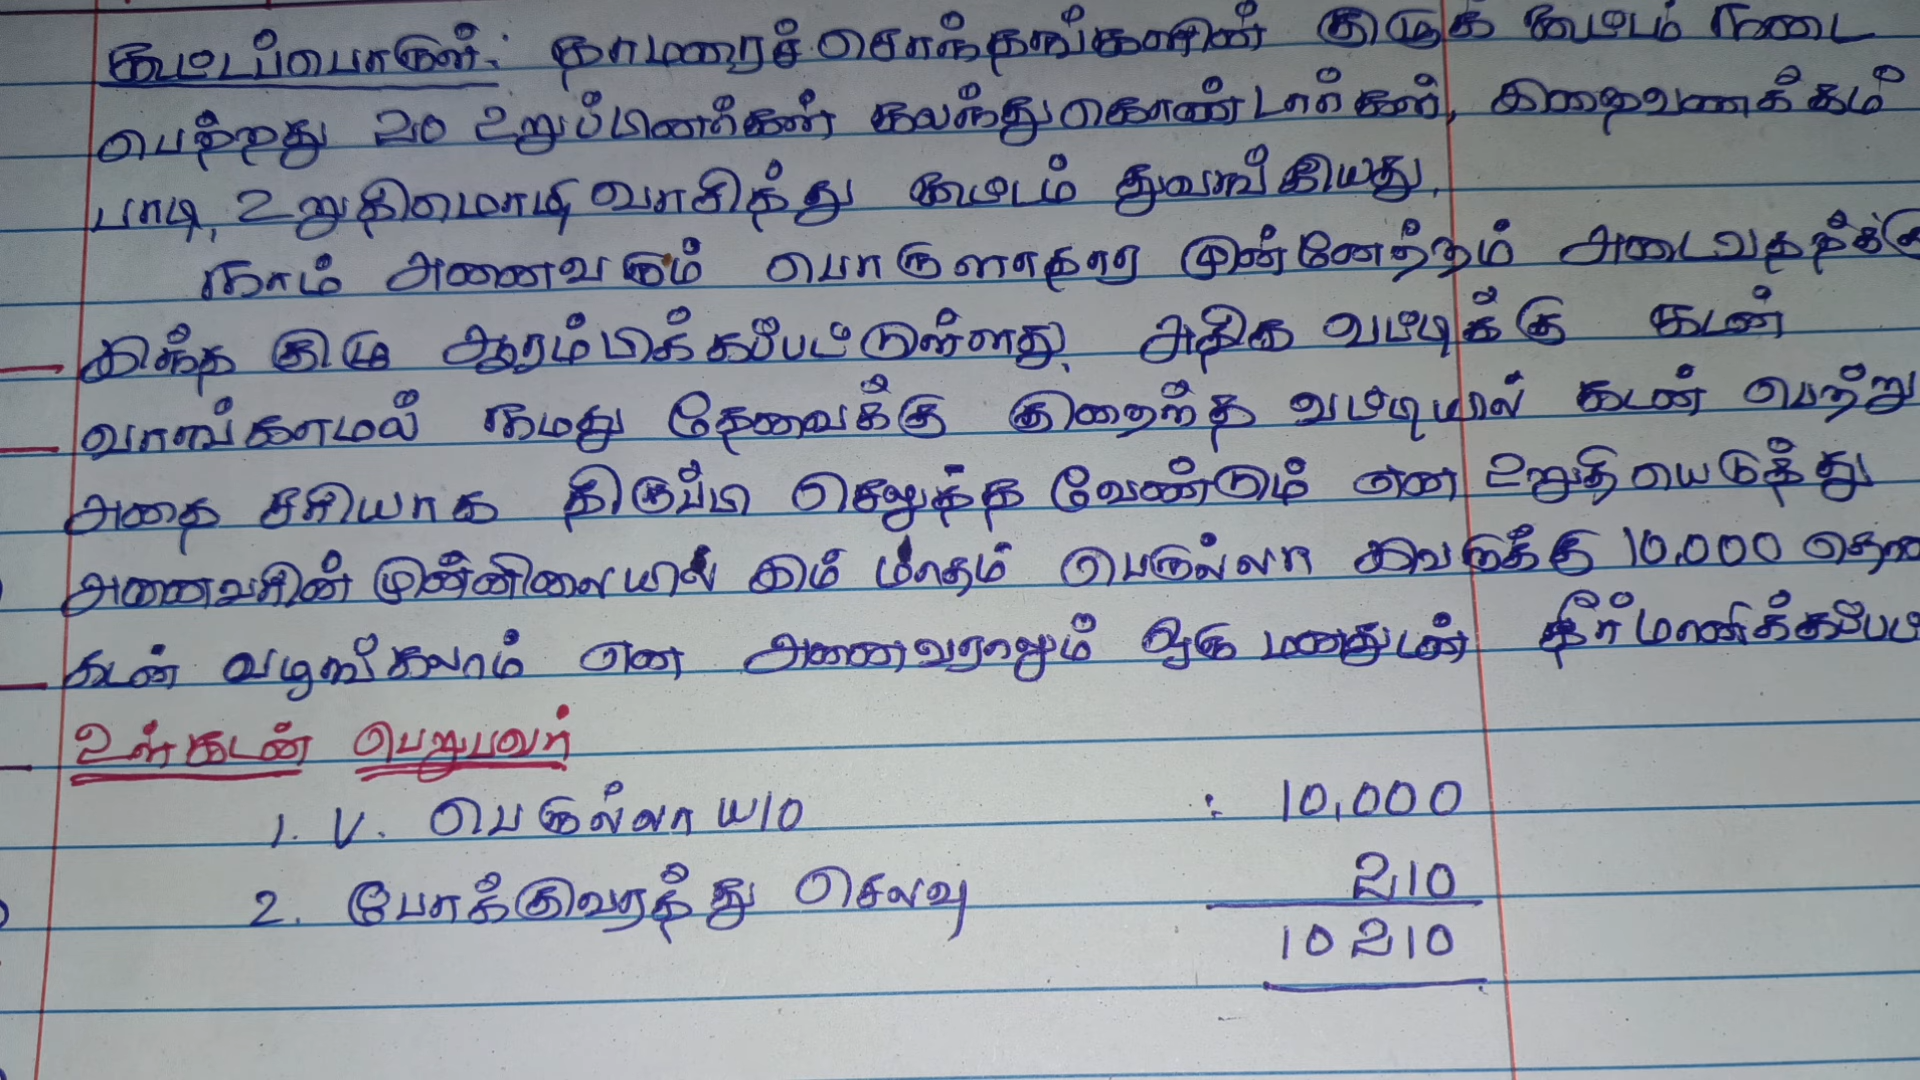 கூட்டப்பொருள்: தாமரைச்சொந்தங்களின் குழுக் கூட்டம் நடை
பெற்றது 20 உறுப்பினர்கள் கலந்துகொண்டார்கள், இறைவணக்கம்
பாடி, உறுதிமொழி வாசித்து கூட்டம் துவங்கியது.
நாம் அனைவரும் பொருளாதார முன்னேற்றம் அடைவதற்க்கு
இந்த குழு ஆரம்பிக்கப்பட்டுள்ளது. அதிக வட்டிக்கு கடன்
வாங்காமல் நமது தேவைக்கு குறைந்த வட்டியில் கடன் பெற்று
அதை சரியாக திருப்பி செலுத்த வேண்டும் என உறுதியெடுத்து
அனைவரின் முன்னிலையில் இம் மாதம் பெருல்லா இவருக்கு 10,000
கடன் வழங்கலாம் என அனைவராலும் ஒரு மனதுடன் தீர்மானிக்கப்பட்
உள்கடன் பெறுபவர்
1. V. பெருல்லா W/O : 10,000
2. போக்குவரத்து செலவு 210
10210